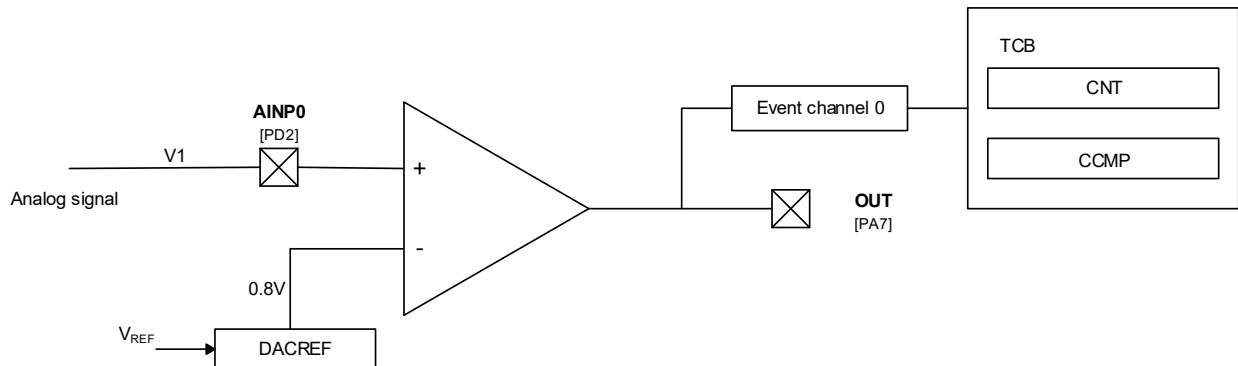 TCB
CNT
Event channel 0
AINP0
[PD2]
V1
+
CCMP
Analog signal
OUT
[PA7]
-
0.8V
VREF
DACREF